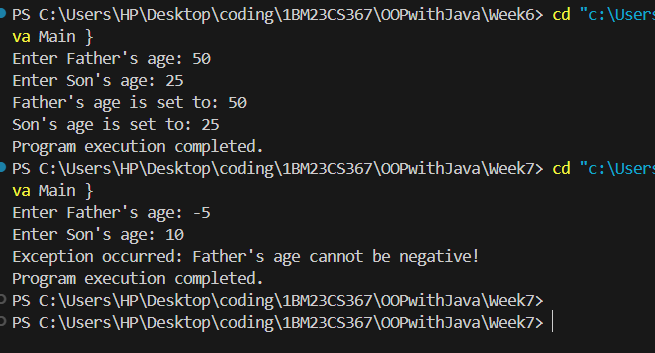 PS C:\Users\HP\Desktop\coding\1BM23CS367\OOPwithJava\Week6> cd "c:\Users
va Main }
Enter Father's age: 50
Enter Son's age: 25
Father's age is set to: 50
Son's age is set to: 25
Program execution completed.
PS C:\Users\HP\Desktop\coding\1BM23CS367\OOPwithJava\Week7> cd "c:\Users
va Main }
Enter Father's age: -5
Enter Son's age: 10
Exception occurred: Father's age cannot be negative!
Program execution completed.
PS C:\Users\HP\Desktop\coding\1BM23CS367\OOPwithJava\Week7>
PS C:\Users\HP\Desktop\coding\1BM23CS367\OOPwithJava\Week7>